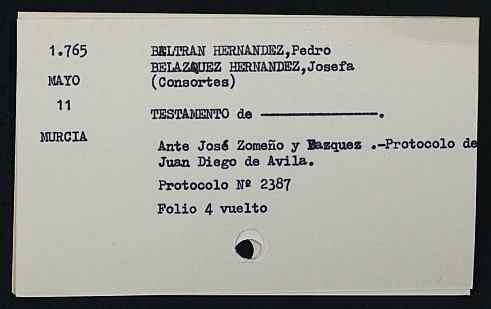 1.765 BELTRAN HERNANDEZ,Pedro
BELAZQUEZ HERNANDEZ,Josefa
MAYO (Consortes)
11
TESTAMENTO de ————————.
MURCIA
Ante José Zomeño y Vazquez .-Protocolo de
Juan Diego de Avila.
Protocolo Nº 2387
Folio 4 vuelto